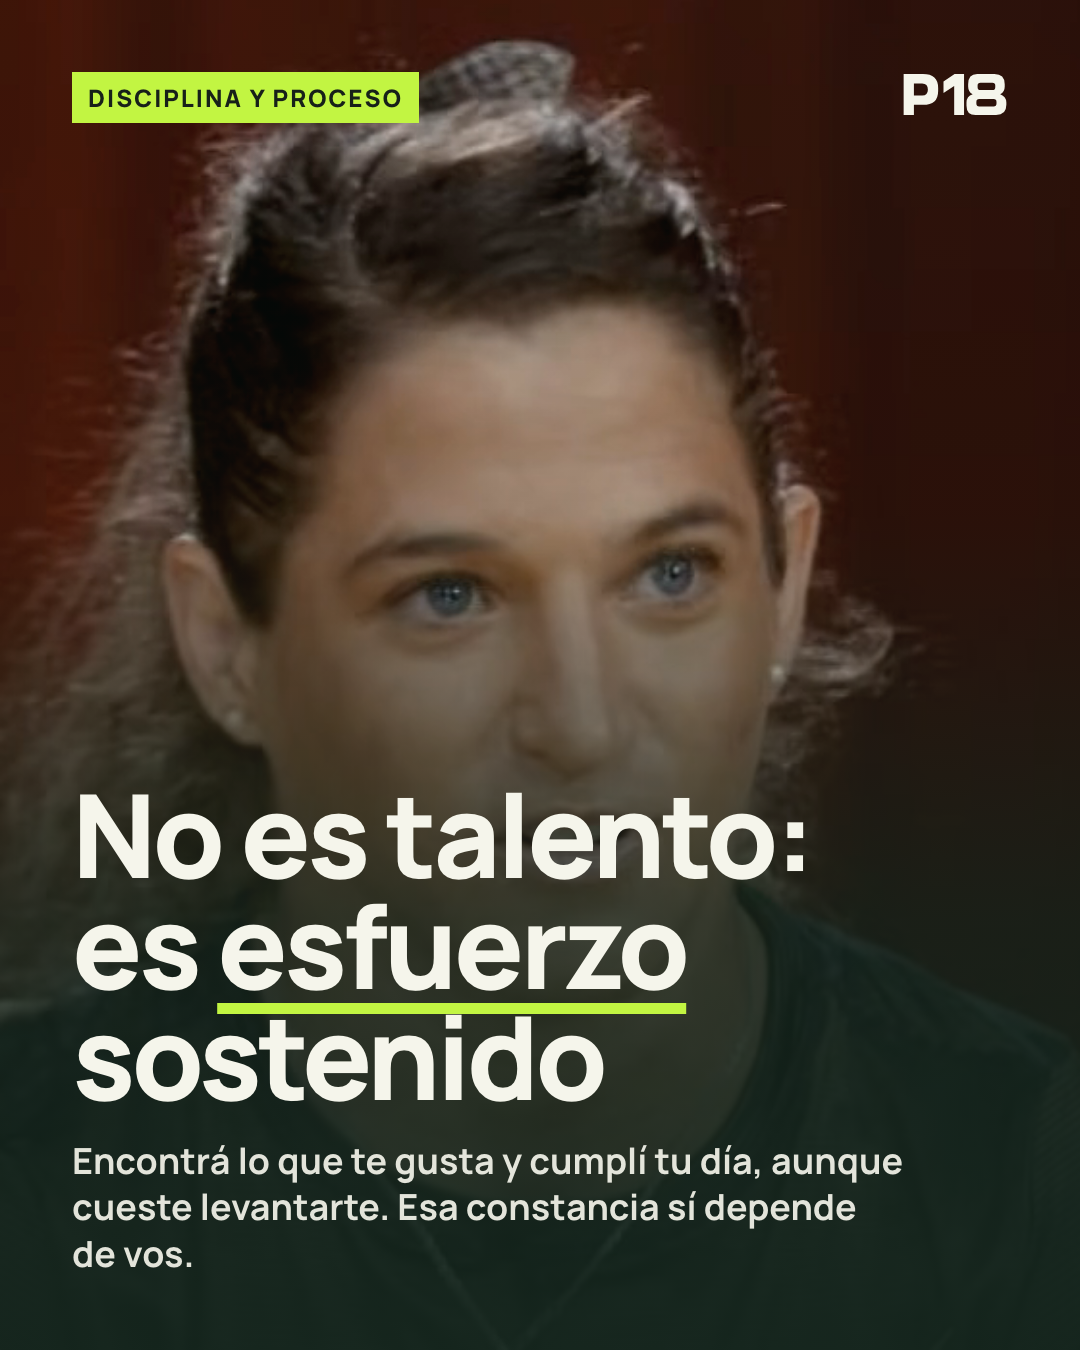 DISCIPLINA Y PROCESO
P18
No es talento:
es esfuerzo
sostenido
Encontrá lo que te gusta y cumplí tu día, aunque
cueste levantarte. Esa constancia sí depende
de vos.